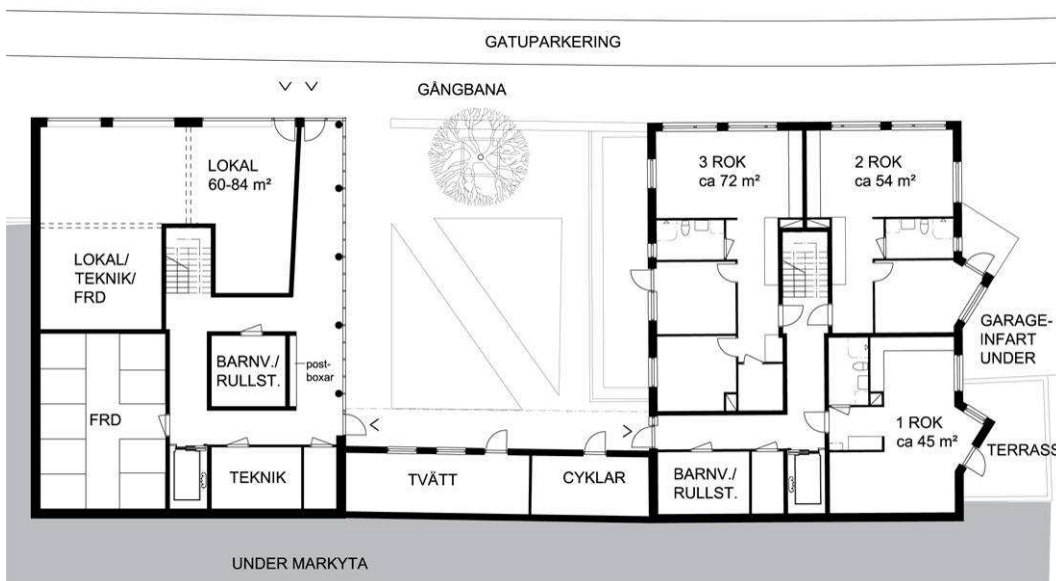 GATUPARKERING
GÅNGBANA
LOKAL
60-84 m²
3 ROK
ca 72 m²
2 ROK
ca 54 m²
LOKAL/
TEKNIK/
FRD
GARAGE-
INFART
UNDER
BARNV./
RULLST.
post-
boxar
FRD
1 ROK
ca 45 m²
TERRASS
TEKNIK
TVÄTT
CYKLAR
BARNV./
RULLST.
UNDER MARKYTA